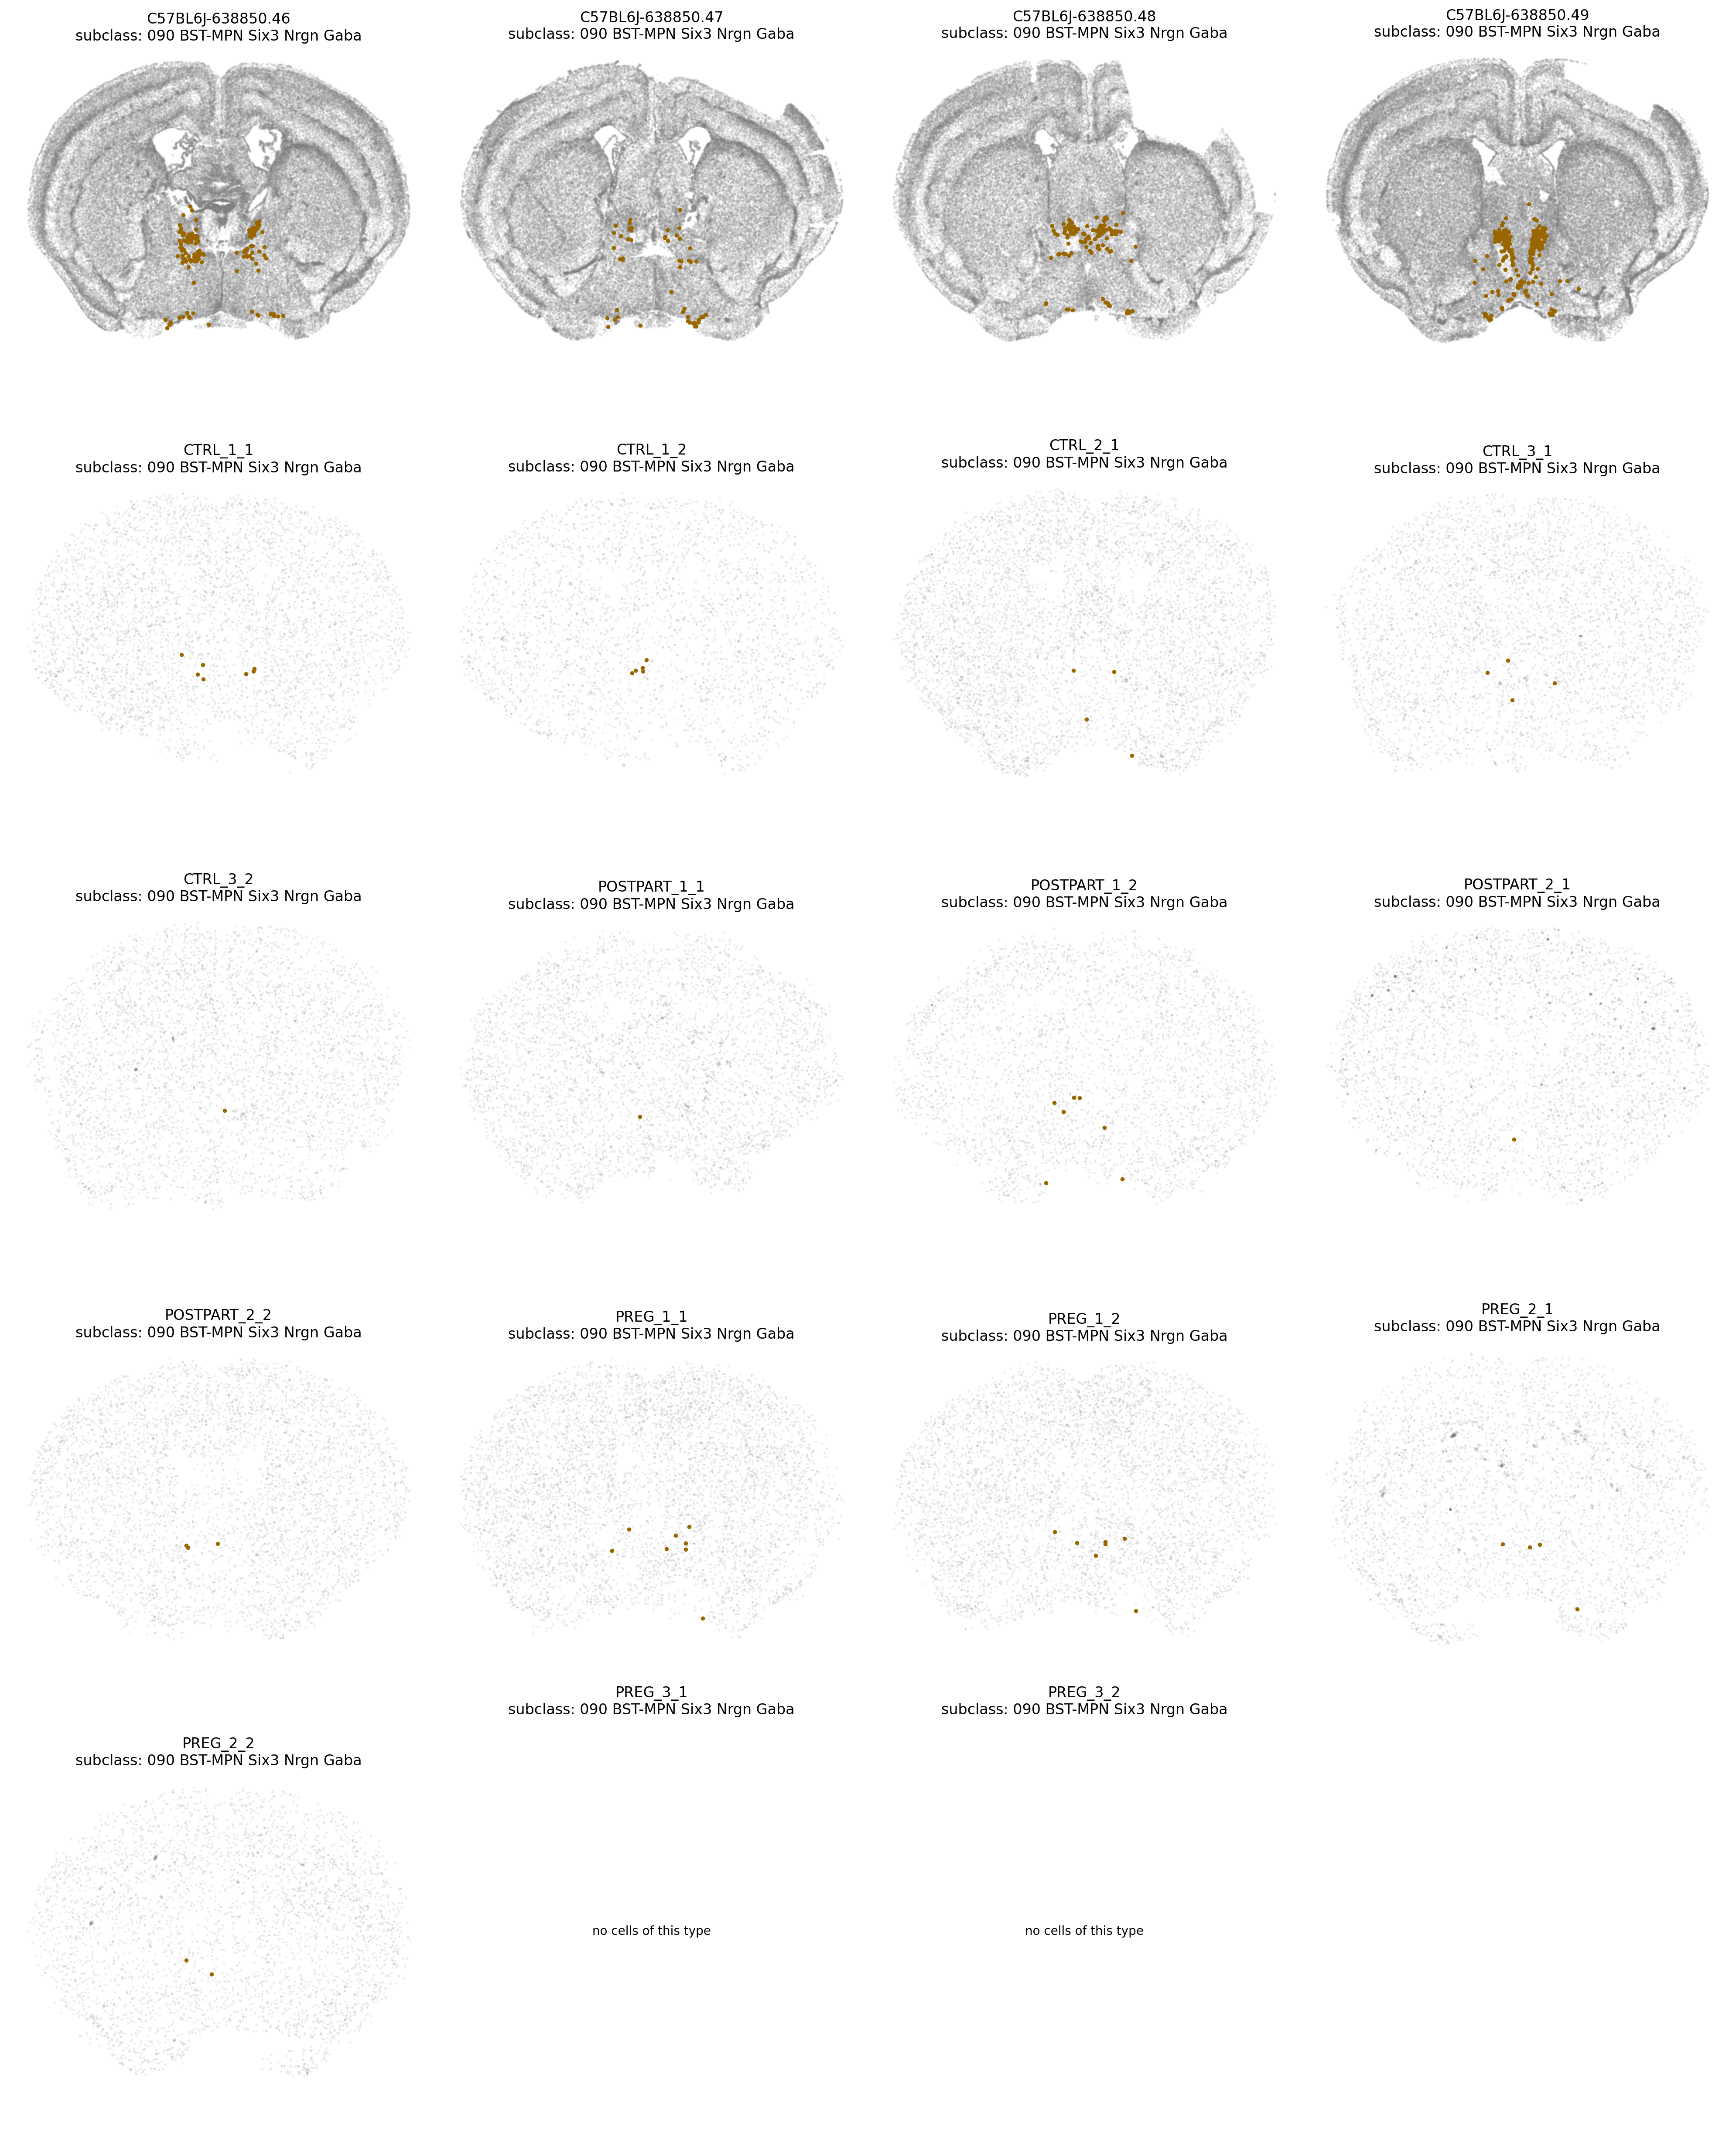 C57BL6J-638850.46
subclass: 090 BST-MPN Six3 Nrgn Gaba
C57BL6J-638850.47
subclass: 090 BST-MPN Six3 Nrgn Gaba
C57BL6J-638850.48
subclass: 090 BST-MPN Six3 Nrgn Gaba
C57BL6J-638850.49
subclass: 090 BST-MPN Six3 Nrgn Gaba
CTRL_1_1
subclass: 090 BST-MPN Six3 Nrgn Gaba
CTRL_1_2
subclass: 090 BST-MPN Six3 Nrgn Gaba
CTRL_2_1
subclass: 090 BST-MPN Six3 Nrgn Gaba
CTRL_3_1
subclass: 090 BST-MPN Six3 Nrgn Gaba
CTRL_3_2
subclass: 090 BST-MPN Six3 Nrgn Gaba
POSTPART_1_1
subclass: 090 BST-MPN Six3 Nrgn Gaba
POSTPART_1_2
subclass: 090 BST-MPN Six3 Nrgn Gaba
POSTPART_2_1
subclass: 090 BST-MPN Six3 Nrgn Gaba
POSTPART_2_2
subclass: 090 BST-MPN Six3 Nrgn Gaba
PREG_1_1
subclass: 090 BST-MPN Six3 Nrgn Gaba
PREG_1_2
subclass: 090 BST-MPN Six3 Nrgn Gaba
PREG_2_1
subclass: 090 BST-MPN Six3 Nrgn Gaba
PREG_2_2
subclass: 090 BST-MPN Six3 Nrgn Gaba
PREG_3_1
subclass: 090 BST-MPN Six3 Nrgn Gaba
no cells of this type
PREG_3_2
subclass: 090 BST-MPN Six3 Nrgn Gaba
no cells of this type